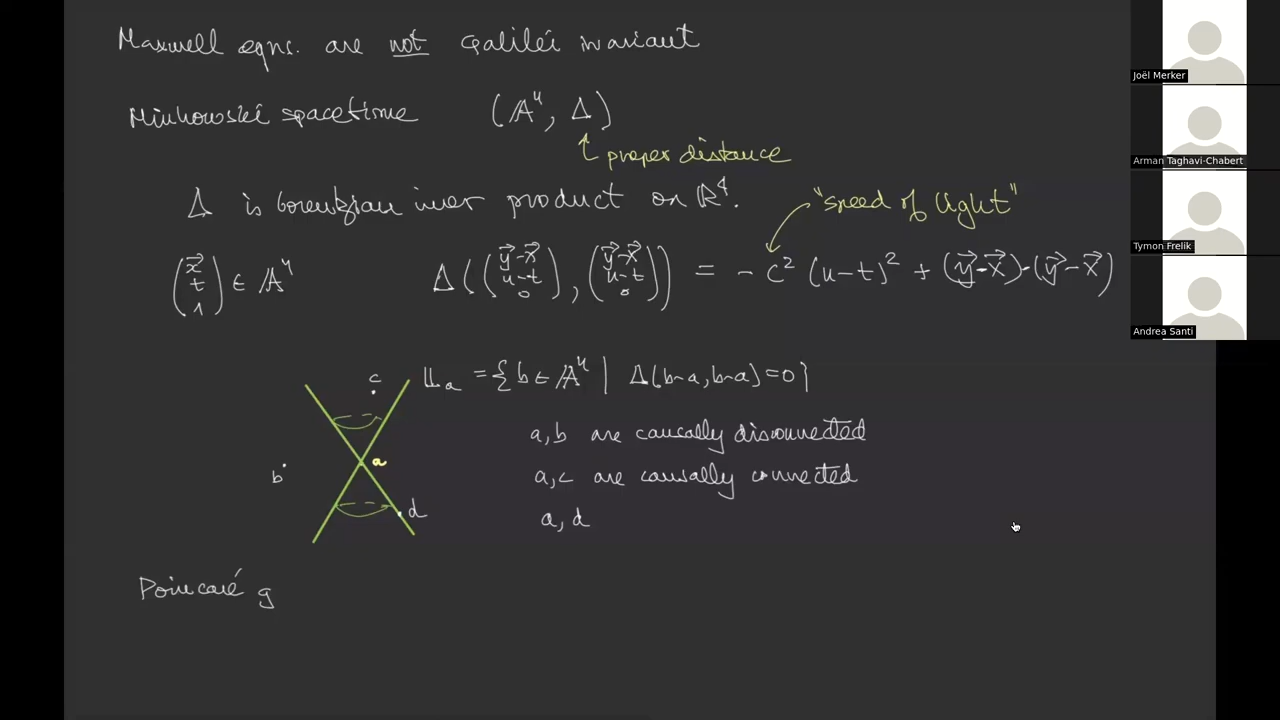 Maxwell eqns. are not Galilei invariant
Minkowski spacetime (𝔸⁴, Δ)
↑ proper distance
Δ is Lorentzian inner product on ℝ⁴.
"speed of light"
(x⃗, t, 1) ∈ 𝔸⁴ Δ((y⃗-x⃗, u-t, 0), (y⃗-x⃗, u-t, 0)) = - c² (u-t)² + (y⃗-x⃗)·(y⃗-x⃗)
𝕃ₐ = {b ∈ 𝔸⁴ | Δ(b-a, b-a) = 0}
c
a
b
d
a, b are causally disconnected
a, c are causally connected
a, d
Poincaré g
Joël Merker
Arman Taghavi-Chabert
Tymon Frelik
Andrea Santi